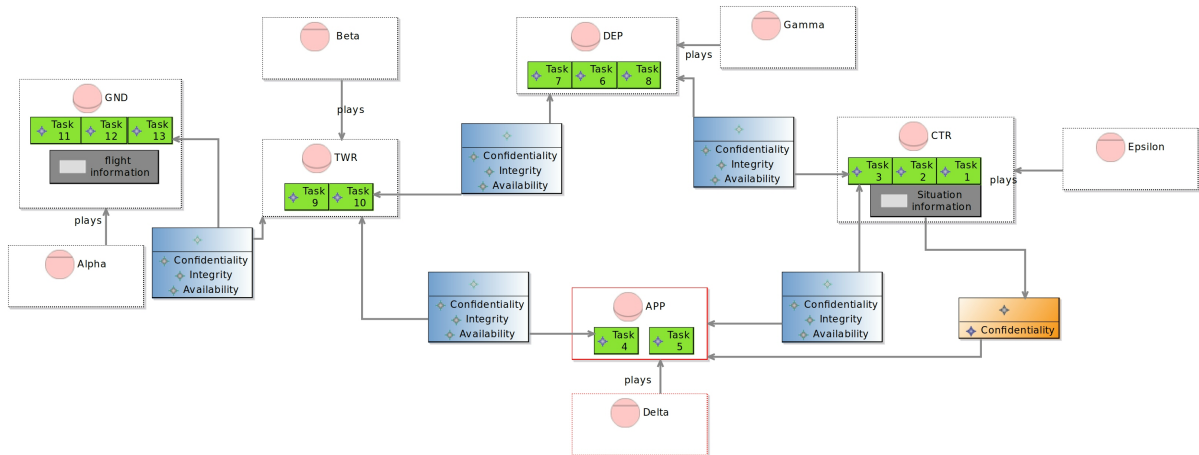 Beta
plays
DEP
Task
7
Task
6
Task
8
Gamma
plays
GND
Task
11
Task
12
Task
13
flight
information
plays
Alpha
TWR
Task
9
Task
10
Confidentiality
Integrity
Availability
Confidentiality
Integrity
Availability
CTR
Task
3
Task
2
Task
1
Situation
information
plays
Epsilon
Confidentiality
Integrity
Availability
Confidentiality
Integrity
Availability
APP
Task
4
Task
5
Confidentiality
Integrity
Availability
Confidentiality
plays
Delta